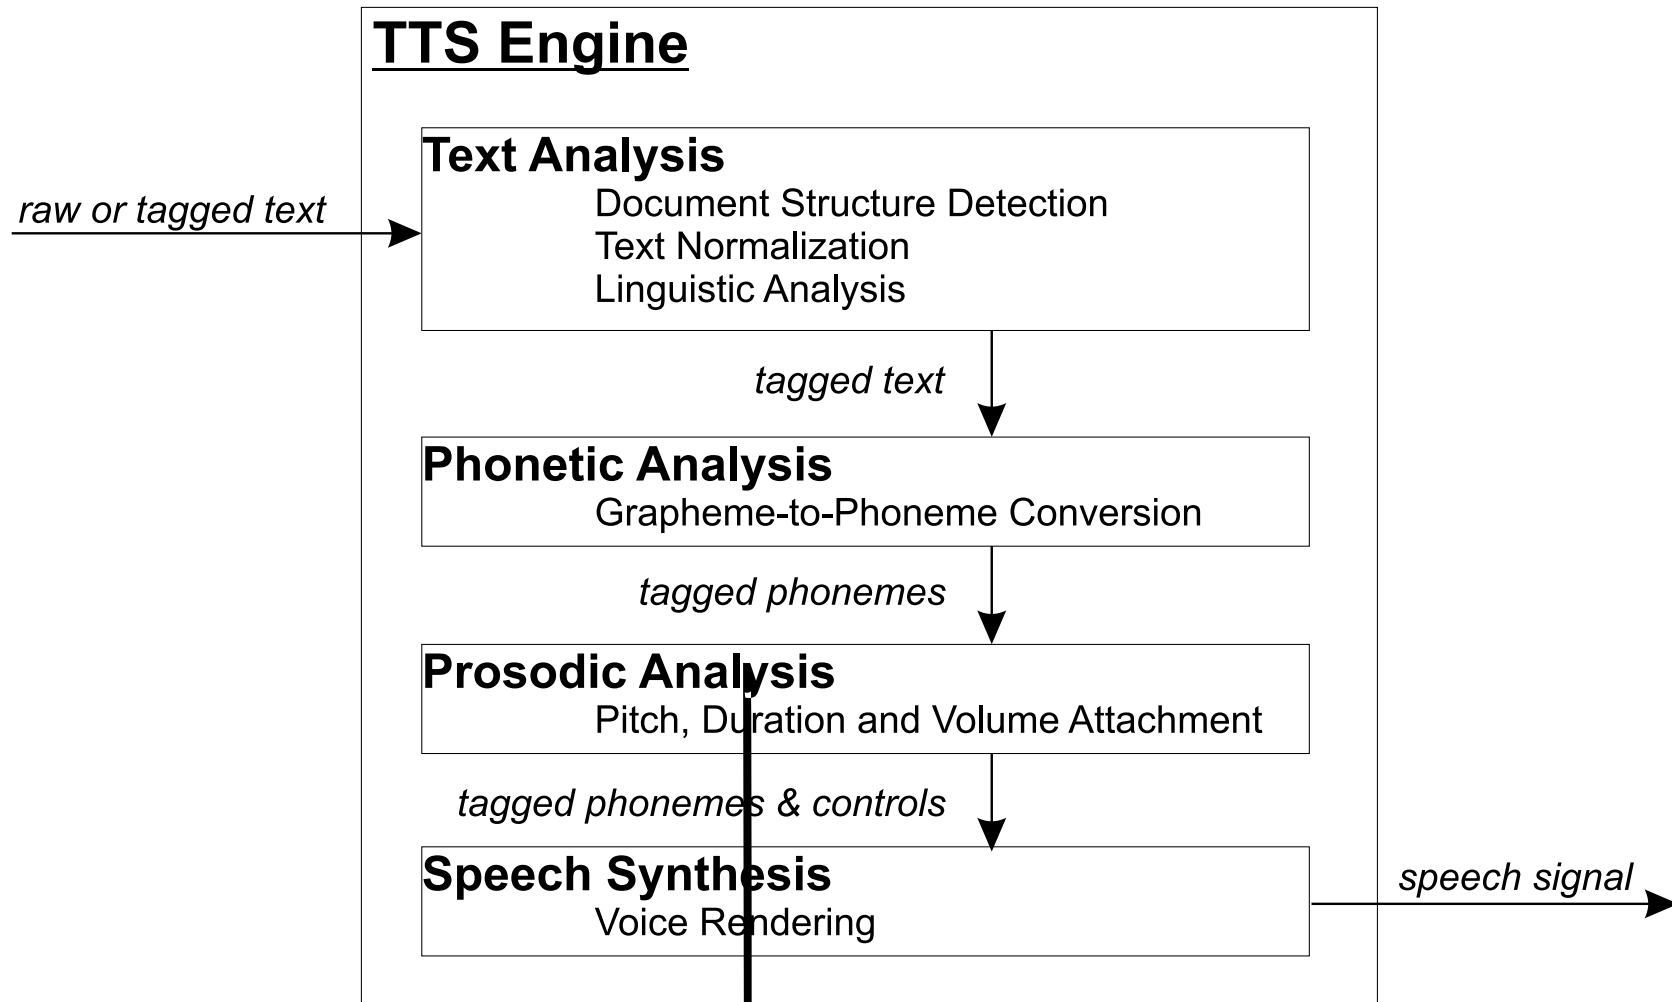 TTS Engine
Text Analysis
Document Structure Detection
raw or tagged text
Text Normalization
Linguistic Analysis
tagged text
Phonetic Analysis
Grapheme-to-Phoneme Conversion
tagged phonemes
Prosodic Analysis
Pitch, Duration and Volume Attachment
tagged phonemes & controls
Speech Synthesis
Voice Rendering
speech signal